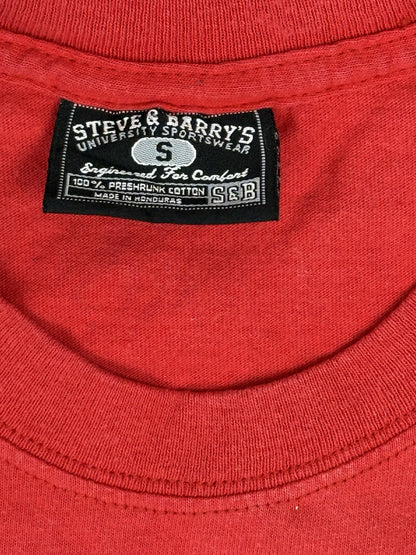 STEVE & BARRY'S
UNIVERSITY SPORTSWEAR
S
Engineered For Comfort
100% PRESHRUNK COTTON S&B
MADE IN HONDURAS